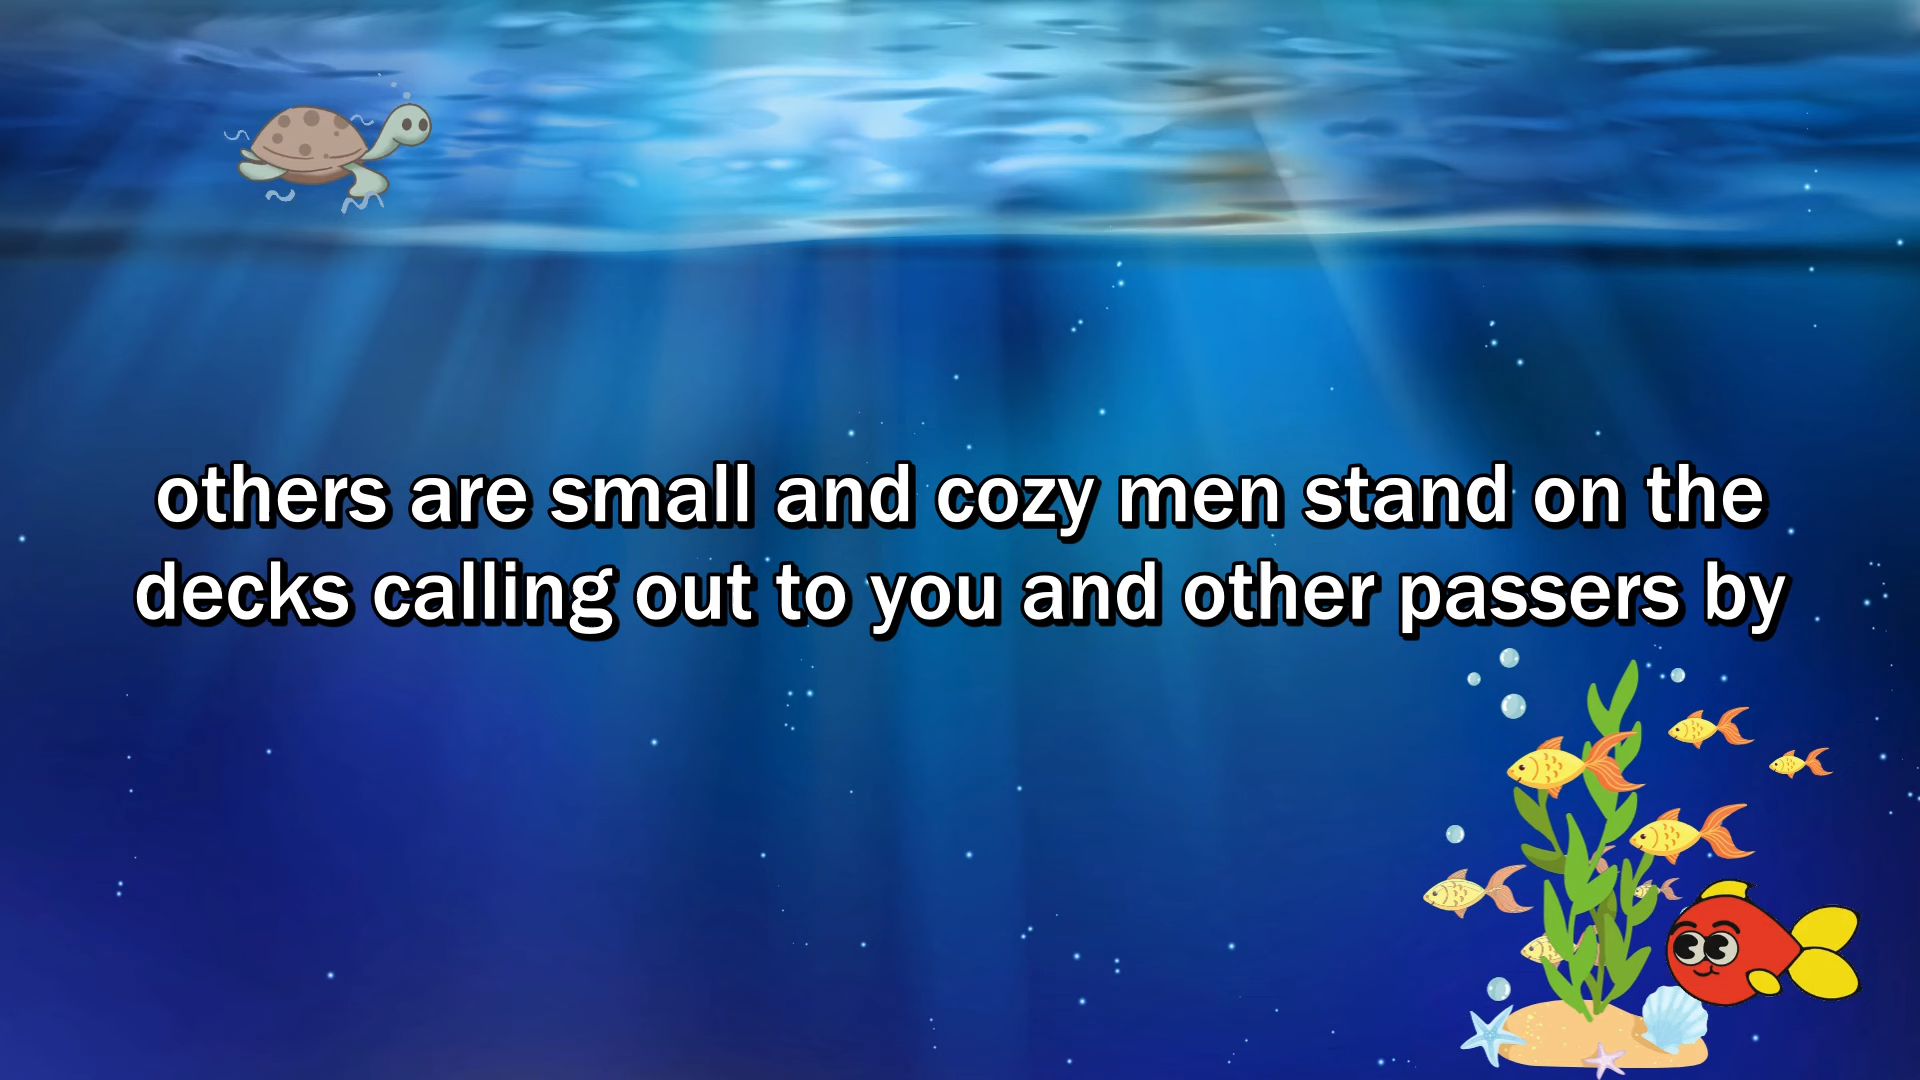 others are small and cozy men stand on the
decks calling out to you and other passers by